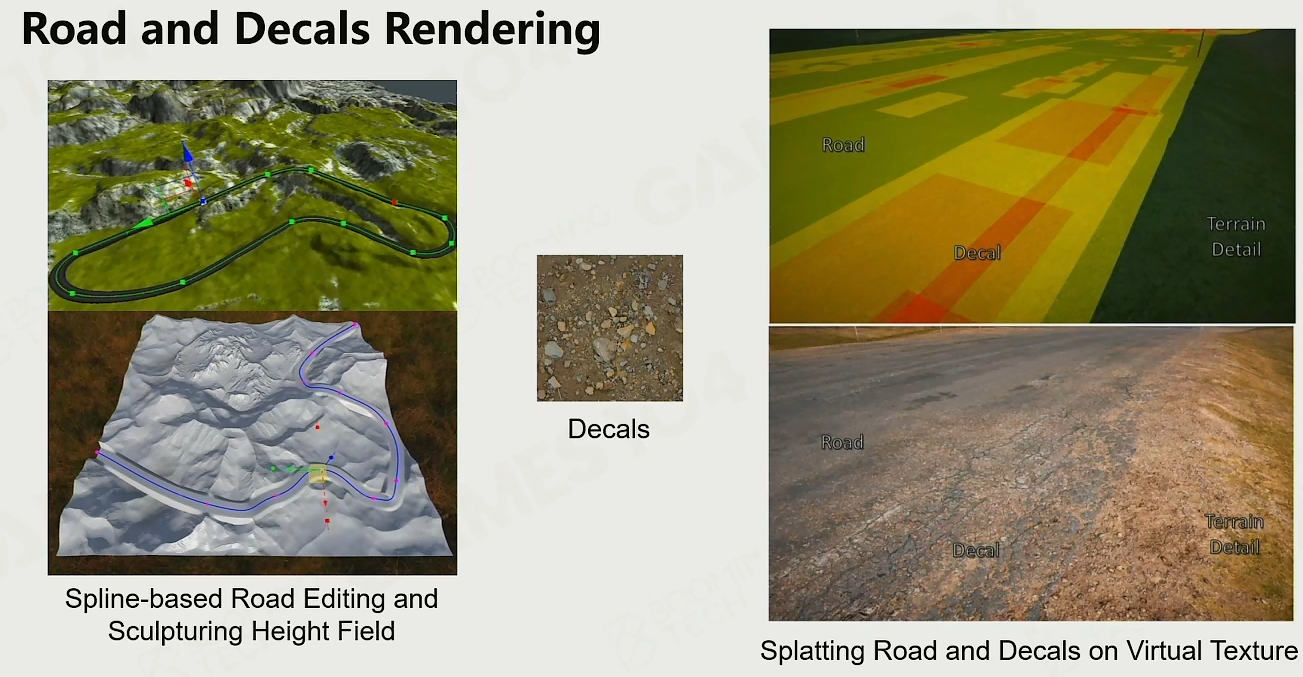 Road and Decals Rendering
Road
Decal
Terrain
Detail
Decals
Road
Decal
Terrain
Detail
Spline-based Road Editing and
Sculpturing Height Field
Splatting Road and Decals on Virtual Texture